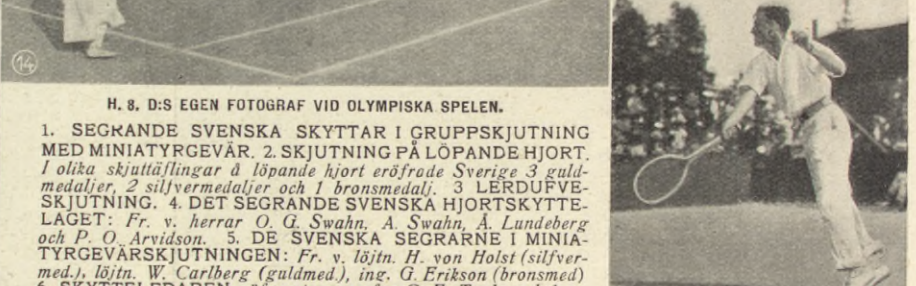 14
H. 8. D:S EGEN FOTOGRAF VID OLYMPISKA SPELEN.
1. SEGRANDE SVENSKA SKYTTAR I GRUPPSKJUTNING
MED MINIATYRGEVÄR. 2. SKJUTNING PÅ LÖPANDE HJORT.
I olika skjuttäflingar å löpande hjort eröfrade Sverige 3 guld-
medaljer, 2 silfvermedaljer och 1 bronsmedalj. 3 LERDUFVE-
SKJUTNING. 4. DET SEGRANDE SVENSKA HJORTSKYTTE-
LAGET: Fr. v. herrar O. G. Swahn, A. Swahn, Å. Lundeberg
och P. O. Arvidson. 5. DE SVENSKA SEGRARNE I MINIA-
TYRGEVÄRSKJUTNINGEN: Fr. v. löjtn. H. von Holst (silfver-
med.), löjtn. W. Carlberg (guldmed.), ing. G. Erikson (bronsmed)